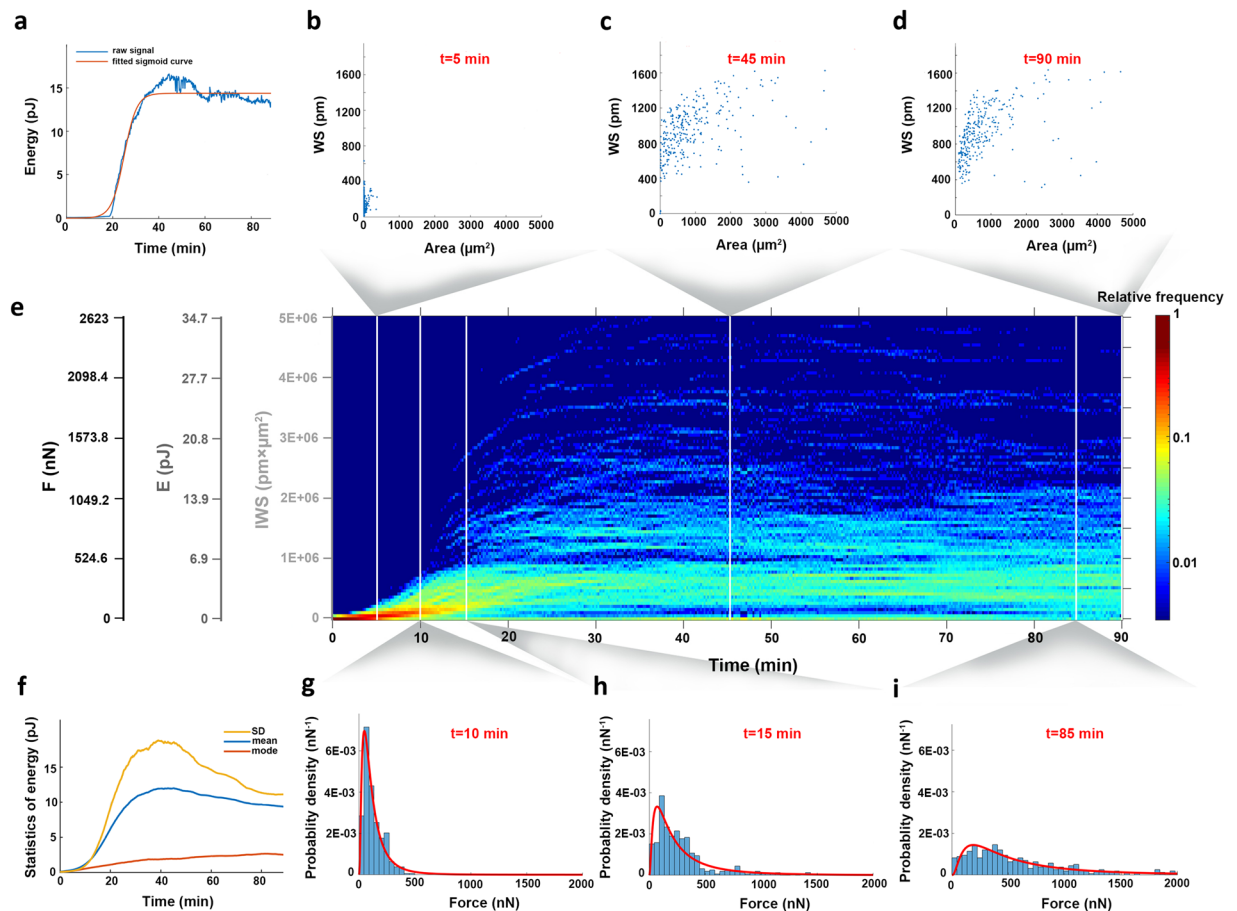 a
raw signal
fitted sigmoid curve
Energy (pJ)
15
10
5
0
0 20 40 60 80
Time (min)
b
t=5 min
WS (pm)
1600
1200
800
400
0
0 1000 2000 3000 4000 5000
Area (µm²)
c
t=45 min
WS (pm)
1600
1200
800
400
0
0 1000 2000 3000 4000 5000
Area (µm²)
d
t=90 min
WS (pm)
1600
1200
800
400
0
0 1000 2000 3000 4000 5000
Area (µm²)
e
F (nN)
2623
2098.4
1573.8
1049.2
524.6
0
E (pJ)
34.7
27.7
20.8
13.9
6.9
0
IWS (pm×µm²)
5E+06
4E+06
3E+06
2E+06
1E+06
0
0 10 20 30 40 50 60 70 80 90
Time (min)
Relative frequency
1
0.1
0.01
f
SD
mean
mode
Statistics of energy (pJ)
15
10
5
0
0 20 40 60 80
Time (min)
g
t=10 min
Probablity density (nN⁻¹)
6E-03
4E-03
2E-03
0
0 500 1000 1500 2000
Force (nN)
h
t=15 min
Probablity density (nN⁻¹)
6E-03
4E-03
2E-03
0
0 500 1000 1500 2000
Force (nN)
i
t=85 min
Probablity density (nN⁻¹)
6E-03
4E-03
2E-03
0
0 500 1000 1500 2000
Force (nN)